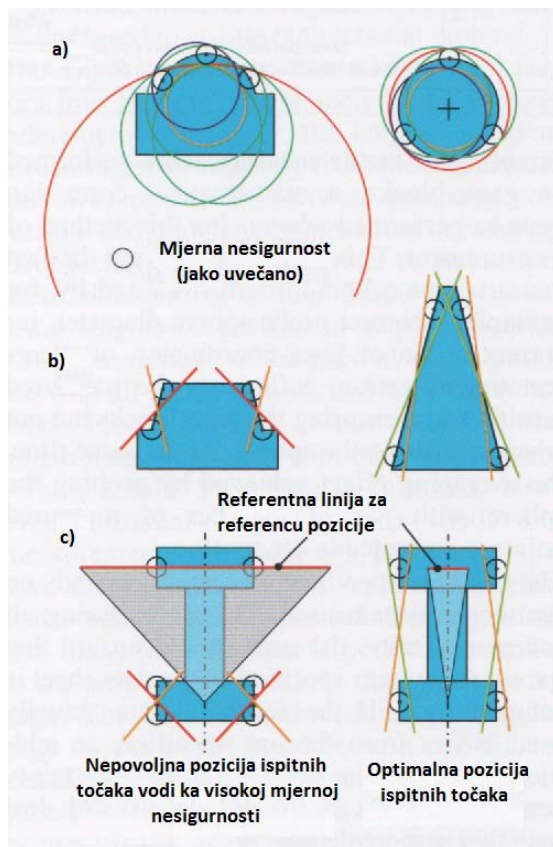 a)
Mjerna nesigurnost
(jako uvečano)
b)
Referentna linija za
referencu pozicije
c)
Nepovoljna pozicija ispitnih
točaka vodi ka visokoj mjernoj
nesigurnosti
Optimalna pozicija
ispitnih točaka